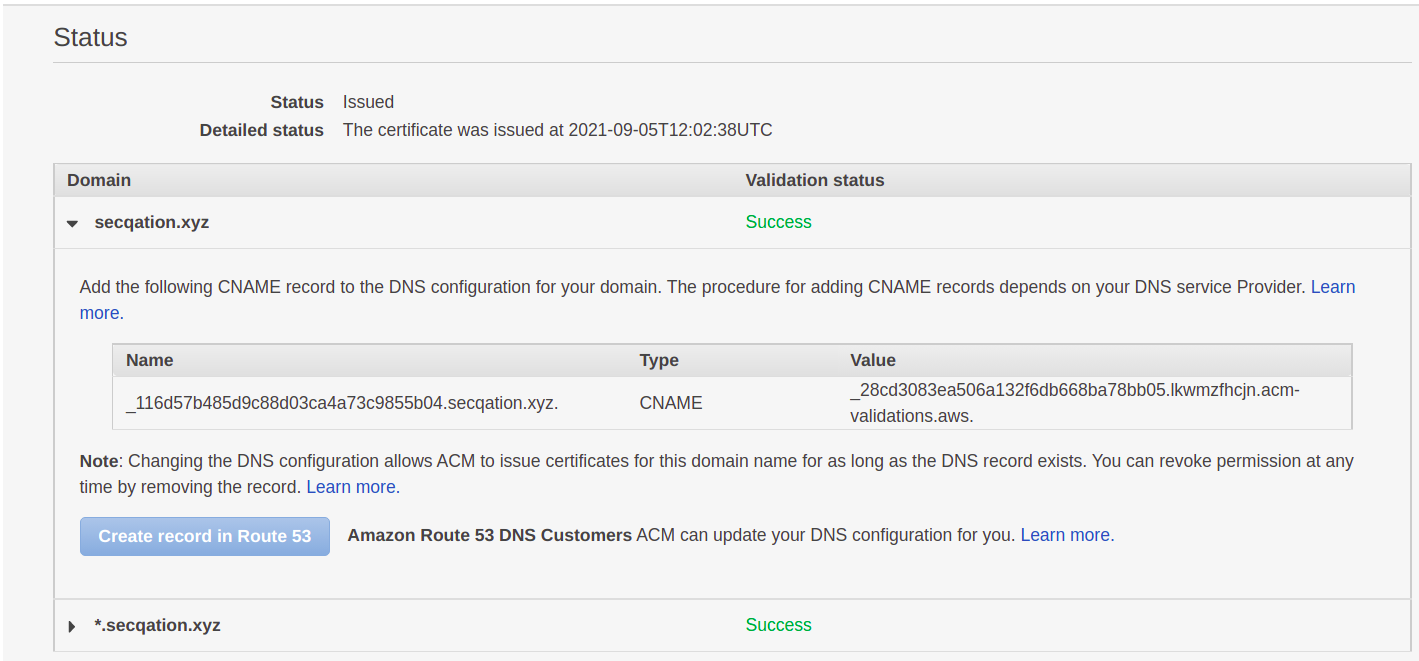 Status
Status Issued
Detailed status The certificate was issued at 2021-09-05T12:02:38UTC
Domain Validation status
secqation.xyz Success
Add the following CNAME record to the DNS configuration for your domain. The procedure for adding CNAME records depends on your DNS service Provider. Learn
more.
Name Type Value
_116d57b485d9c88d03ca4a73c9855b04.secqation.xyz. CNAME _28cd3083ea506a132f6db668ba78bb05.lkwmzfhcjn.acm-
validations.aws.
Note: Changing the DNS configuration allows ACM to issue certificates for this domain name for as long as the DNS record exists. You can revoke permission at any
time by removing the record. Learn more.
Create record in Route 53 Amazon Route 53 DNS Customers ACM can update your DNS configuration for you. Learn more.
*.secqation.xyz Success